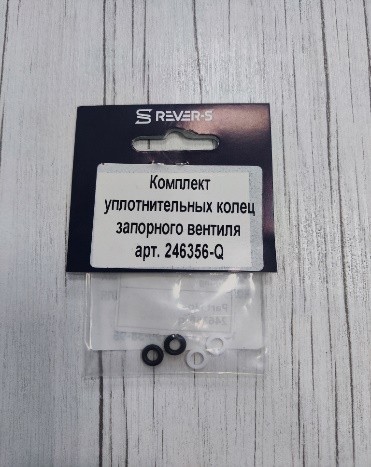 REVER-S
Комплект
уплотнительных колец
запорного вентиля
арт. 246356-Q